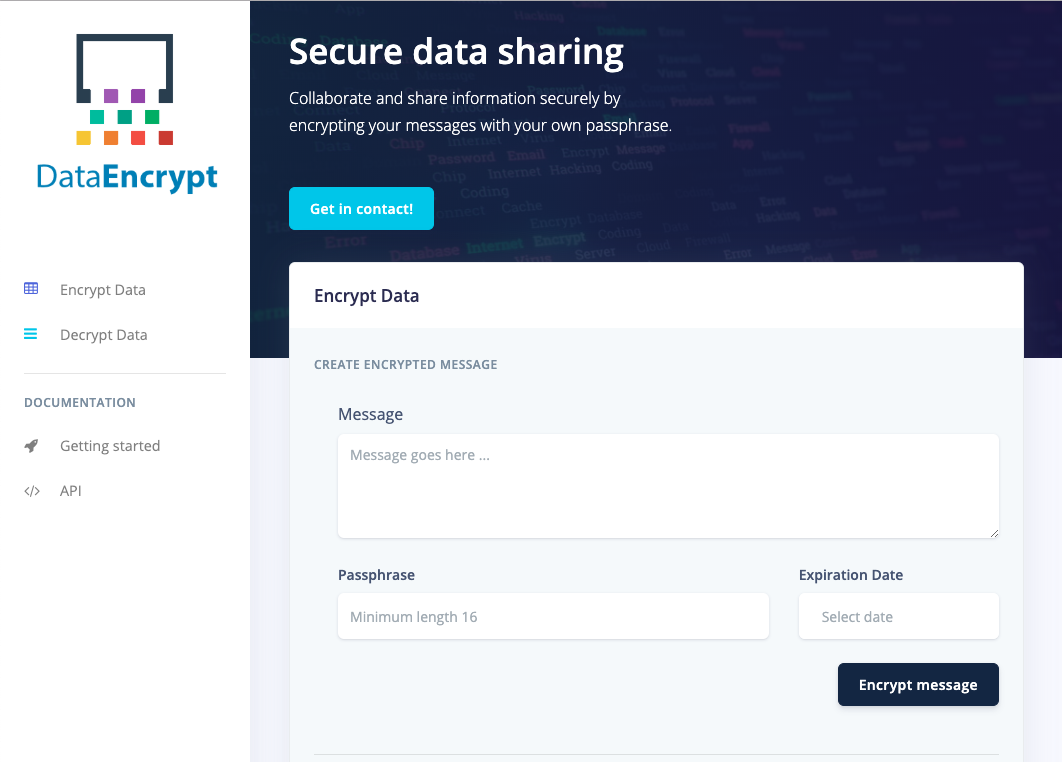 DataEncrypt
Encrypt Data
Decrypt Data
DOCUMENTATION
Getting started
API
Secure data sharing
Collaborate and share information securely by
encrypting your messages with your own passphrase.
Get in contact!
Encrypt Data
CREATE ENCRYPTED MESSAGE
Message
Message goes here ...
Passphrase
Expiration Date
Minimum length 16
Select date
Encrypt message